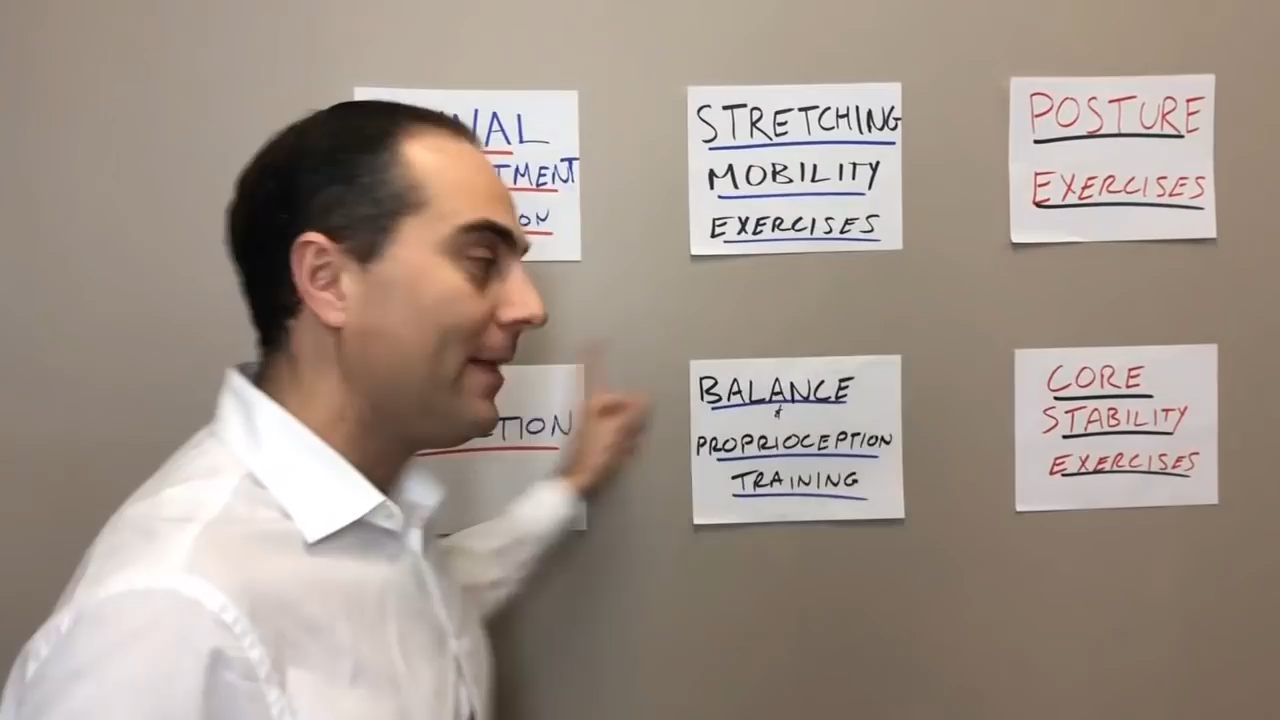 STRETCHING
MOBILITY
EXERCISES
POSTURE
EXERCISES
BALANCE
&
PROPRIOCEPTION
TRAINING
CORE
STABILITY
EXERCISES